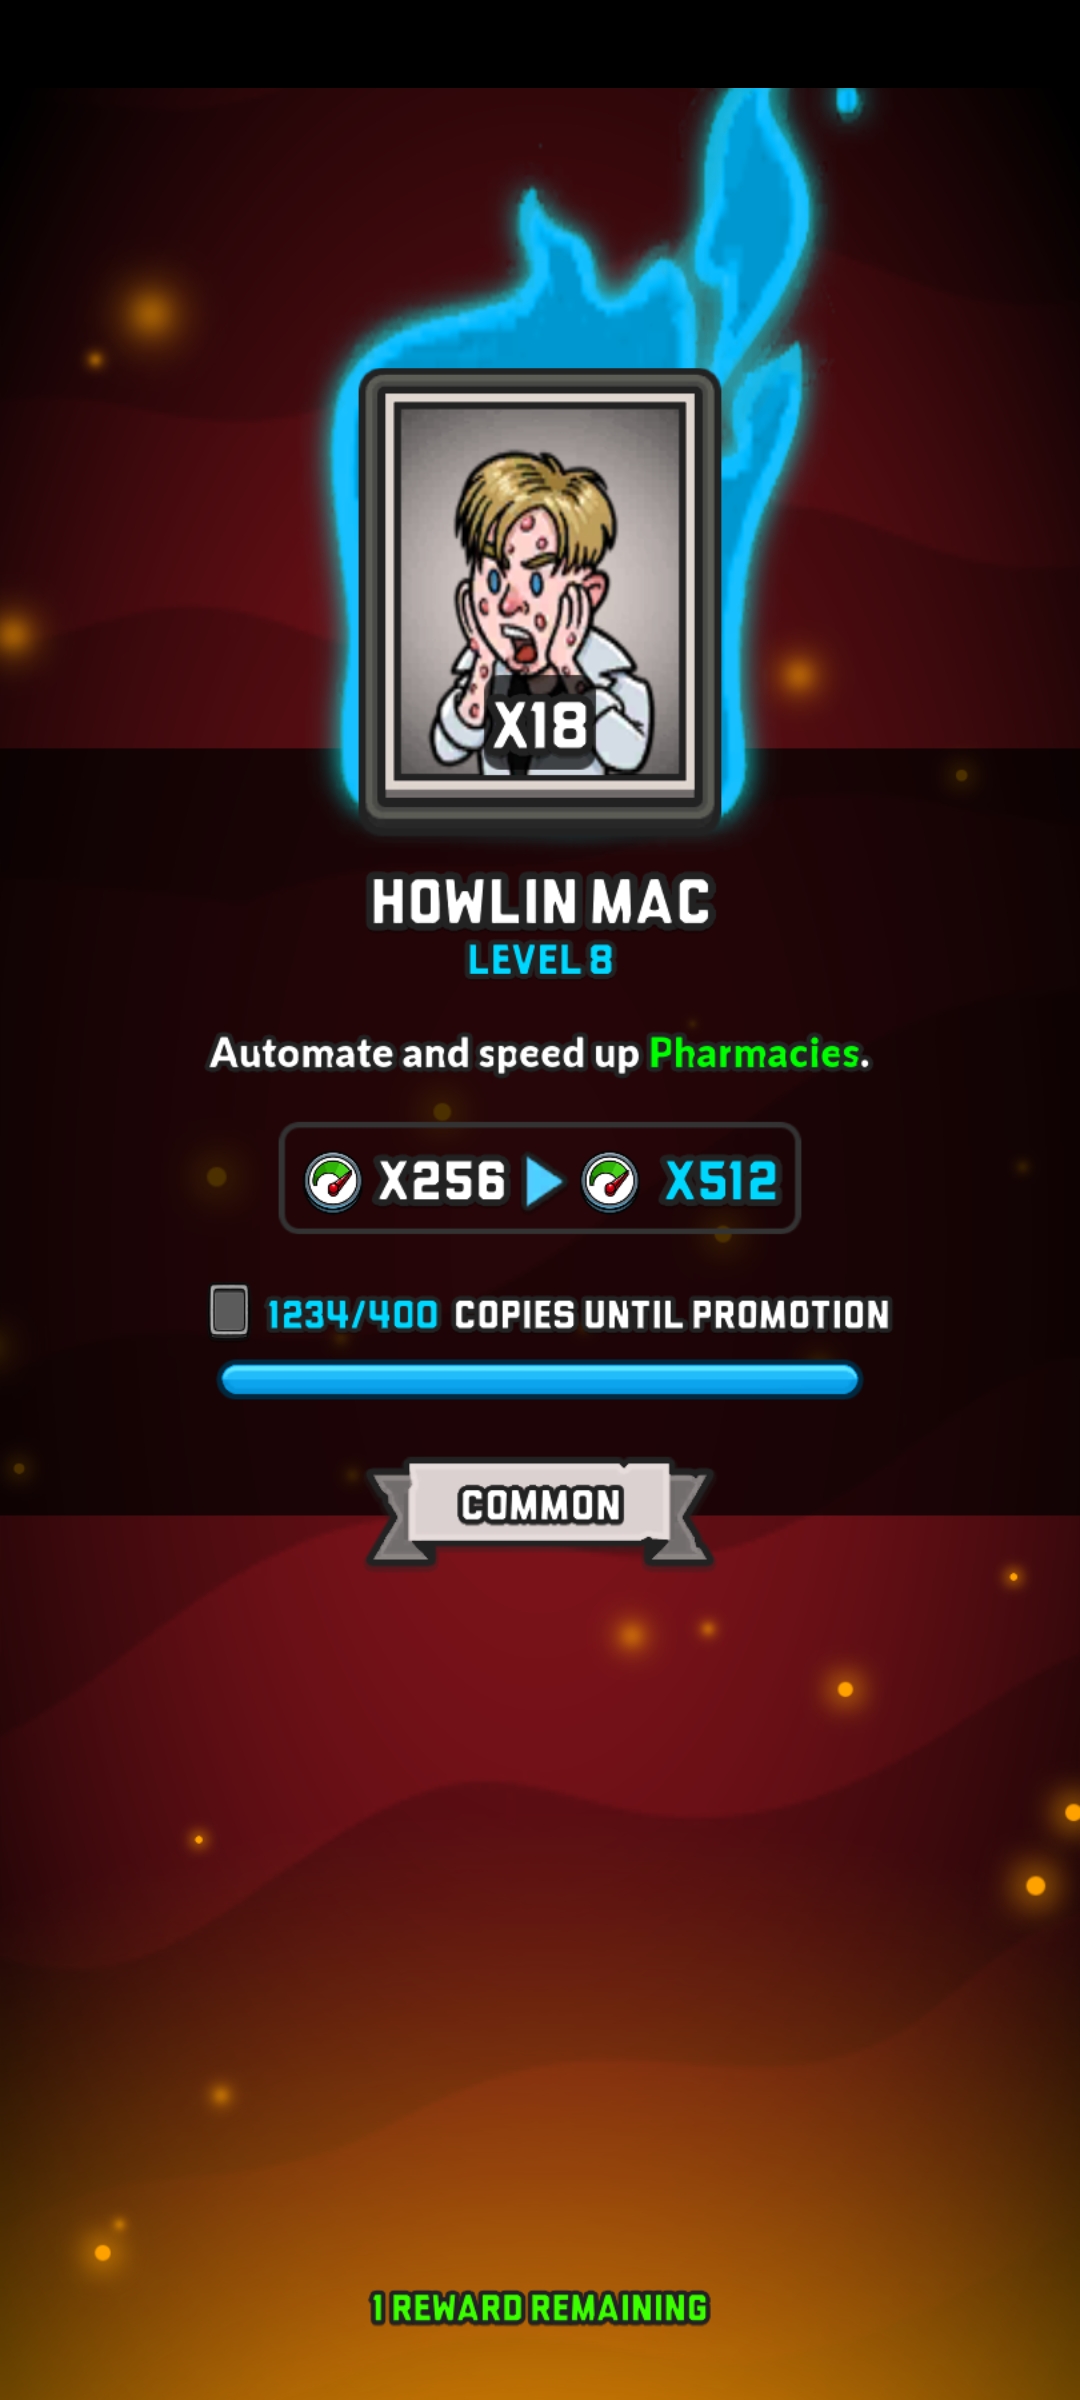 X18
HOWLIN MAC
LEVEL 8
Automate and speed up Pharmacies.
X256 X512
1234/400 COPIES UNTIL PROMOTION
COMMON
1 REWARD REMAINING